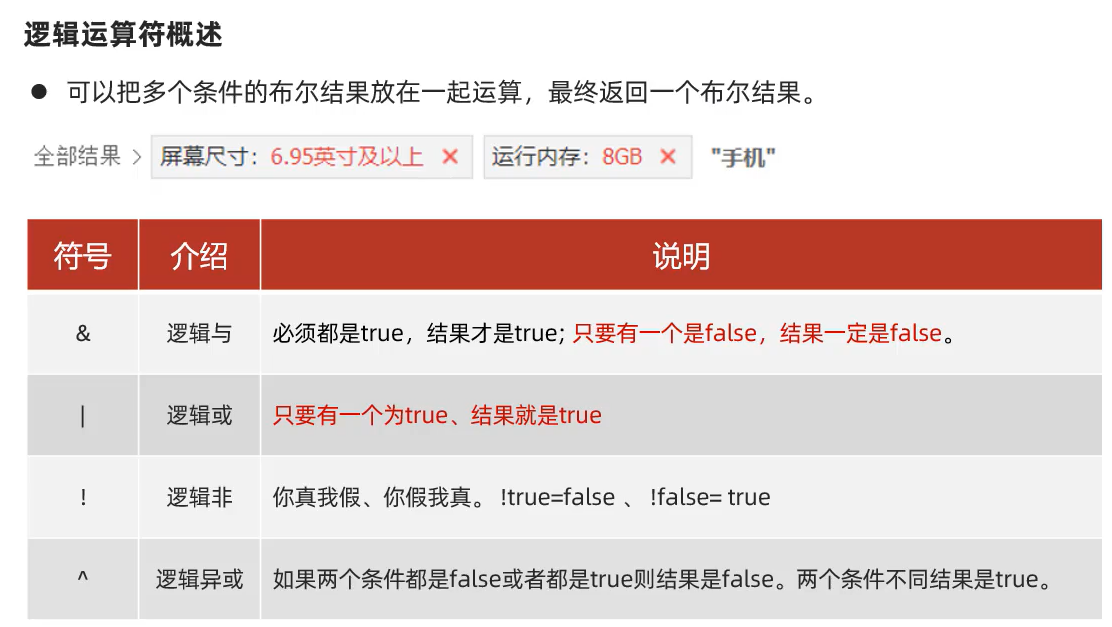 逻辑运算符概述
● 可以把多个条件的布尔结果放在一起运算，最终返回一个布尔结果。
全部结果 > 屏幕尺寸：6.95英寸及以上 × 运行内存：8GB × "手机"
符号 介绍 说明
& 逻辑与 必须都是true，结果才是true; 只要有一个是false，结果一定是false。
| 逻辑或 只要有一个为true、结果就是true
! 逻辑非 你真我假、你假我真。 !true=false 、 !false= true
^ 逻辑异或 如果两个条件都是false或者都是true则结果是false。两个条件不同结果是true。